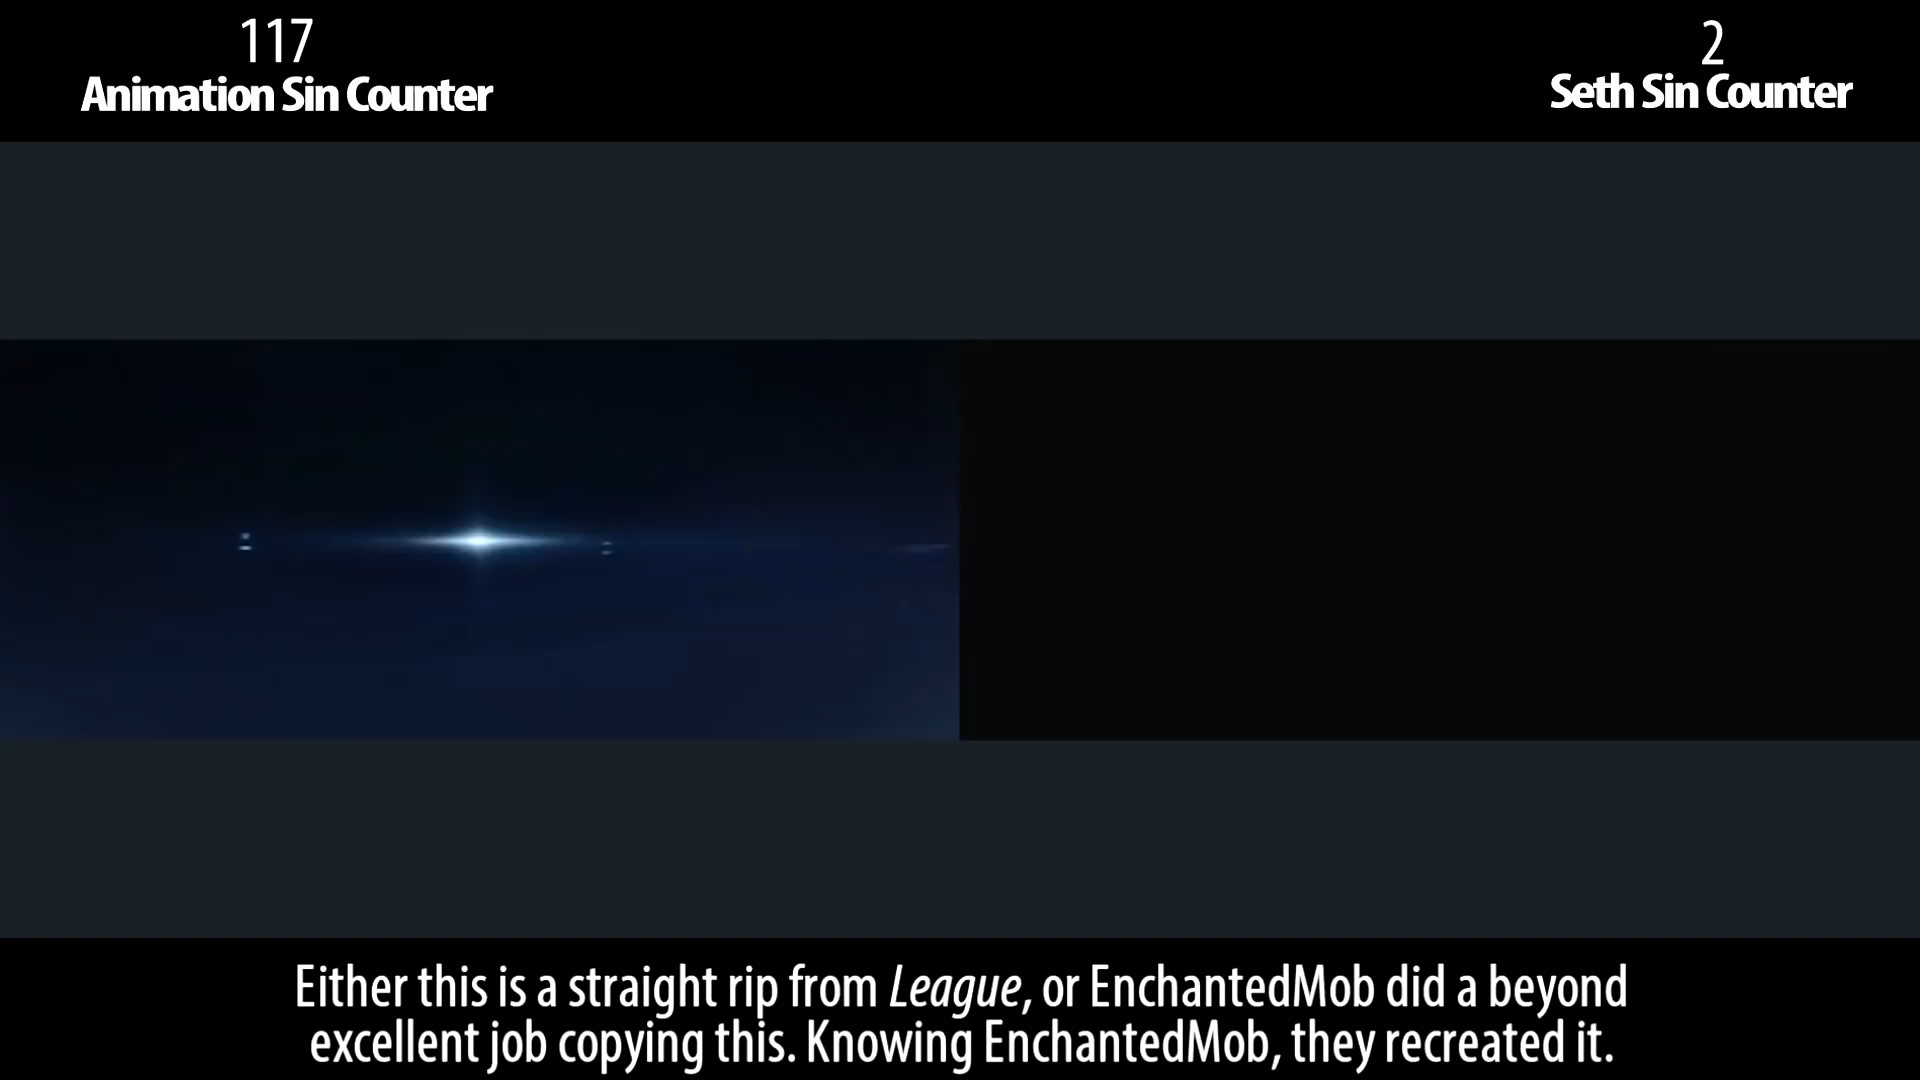 117
Animation Sin Counter
2
Seth Sin Counter
Either this is a straight rip from League, or EnchantedMob did a beyond
excellent job copying this. Knowing EnchantedMob, they recreated it.